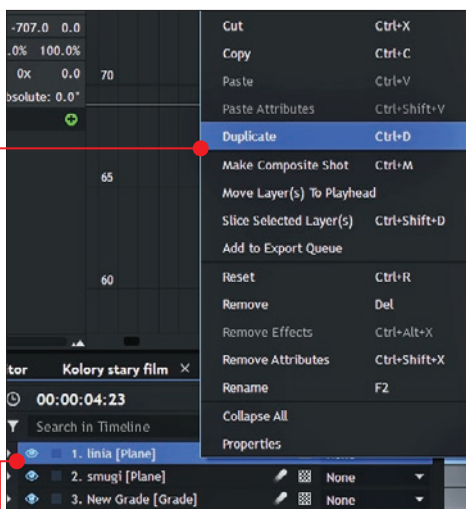 -707.0 0.0
.0% 100.0%
0x 0.0
bsolute: 0.0°
70
65
60
Cut Ctrl+X
Copy Ctrl+C
Paste Ctrl+V
Paste Attributes Ctrl+Shift+V
Duplicate Ctrl+D
Make Composite Shot Ctrl+M
Move Layer(s) To Playhead
Slice Selected Layer(s) Ctrl+Shift+D
Add to Export Queue
Reset Ctrl+R
Remove Del
Remove Effects Ctrl+Alt+X
Remove Attributes Ctrl+Shift+X
Rename F2
Collapse All
Properties
itor Kolory stary film ×
00:00:04:23
Search in Timeline
1. linia [Plane] None
2. smugi [Plane] None
3. New Grade [Grade] None